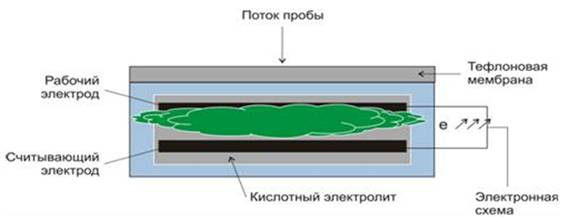 Поток пробы
Тефлоновая
мембрана
Рабочий
электрод
e
Считывающий
электрод
Кислотный электролит
Электронная
схема